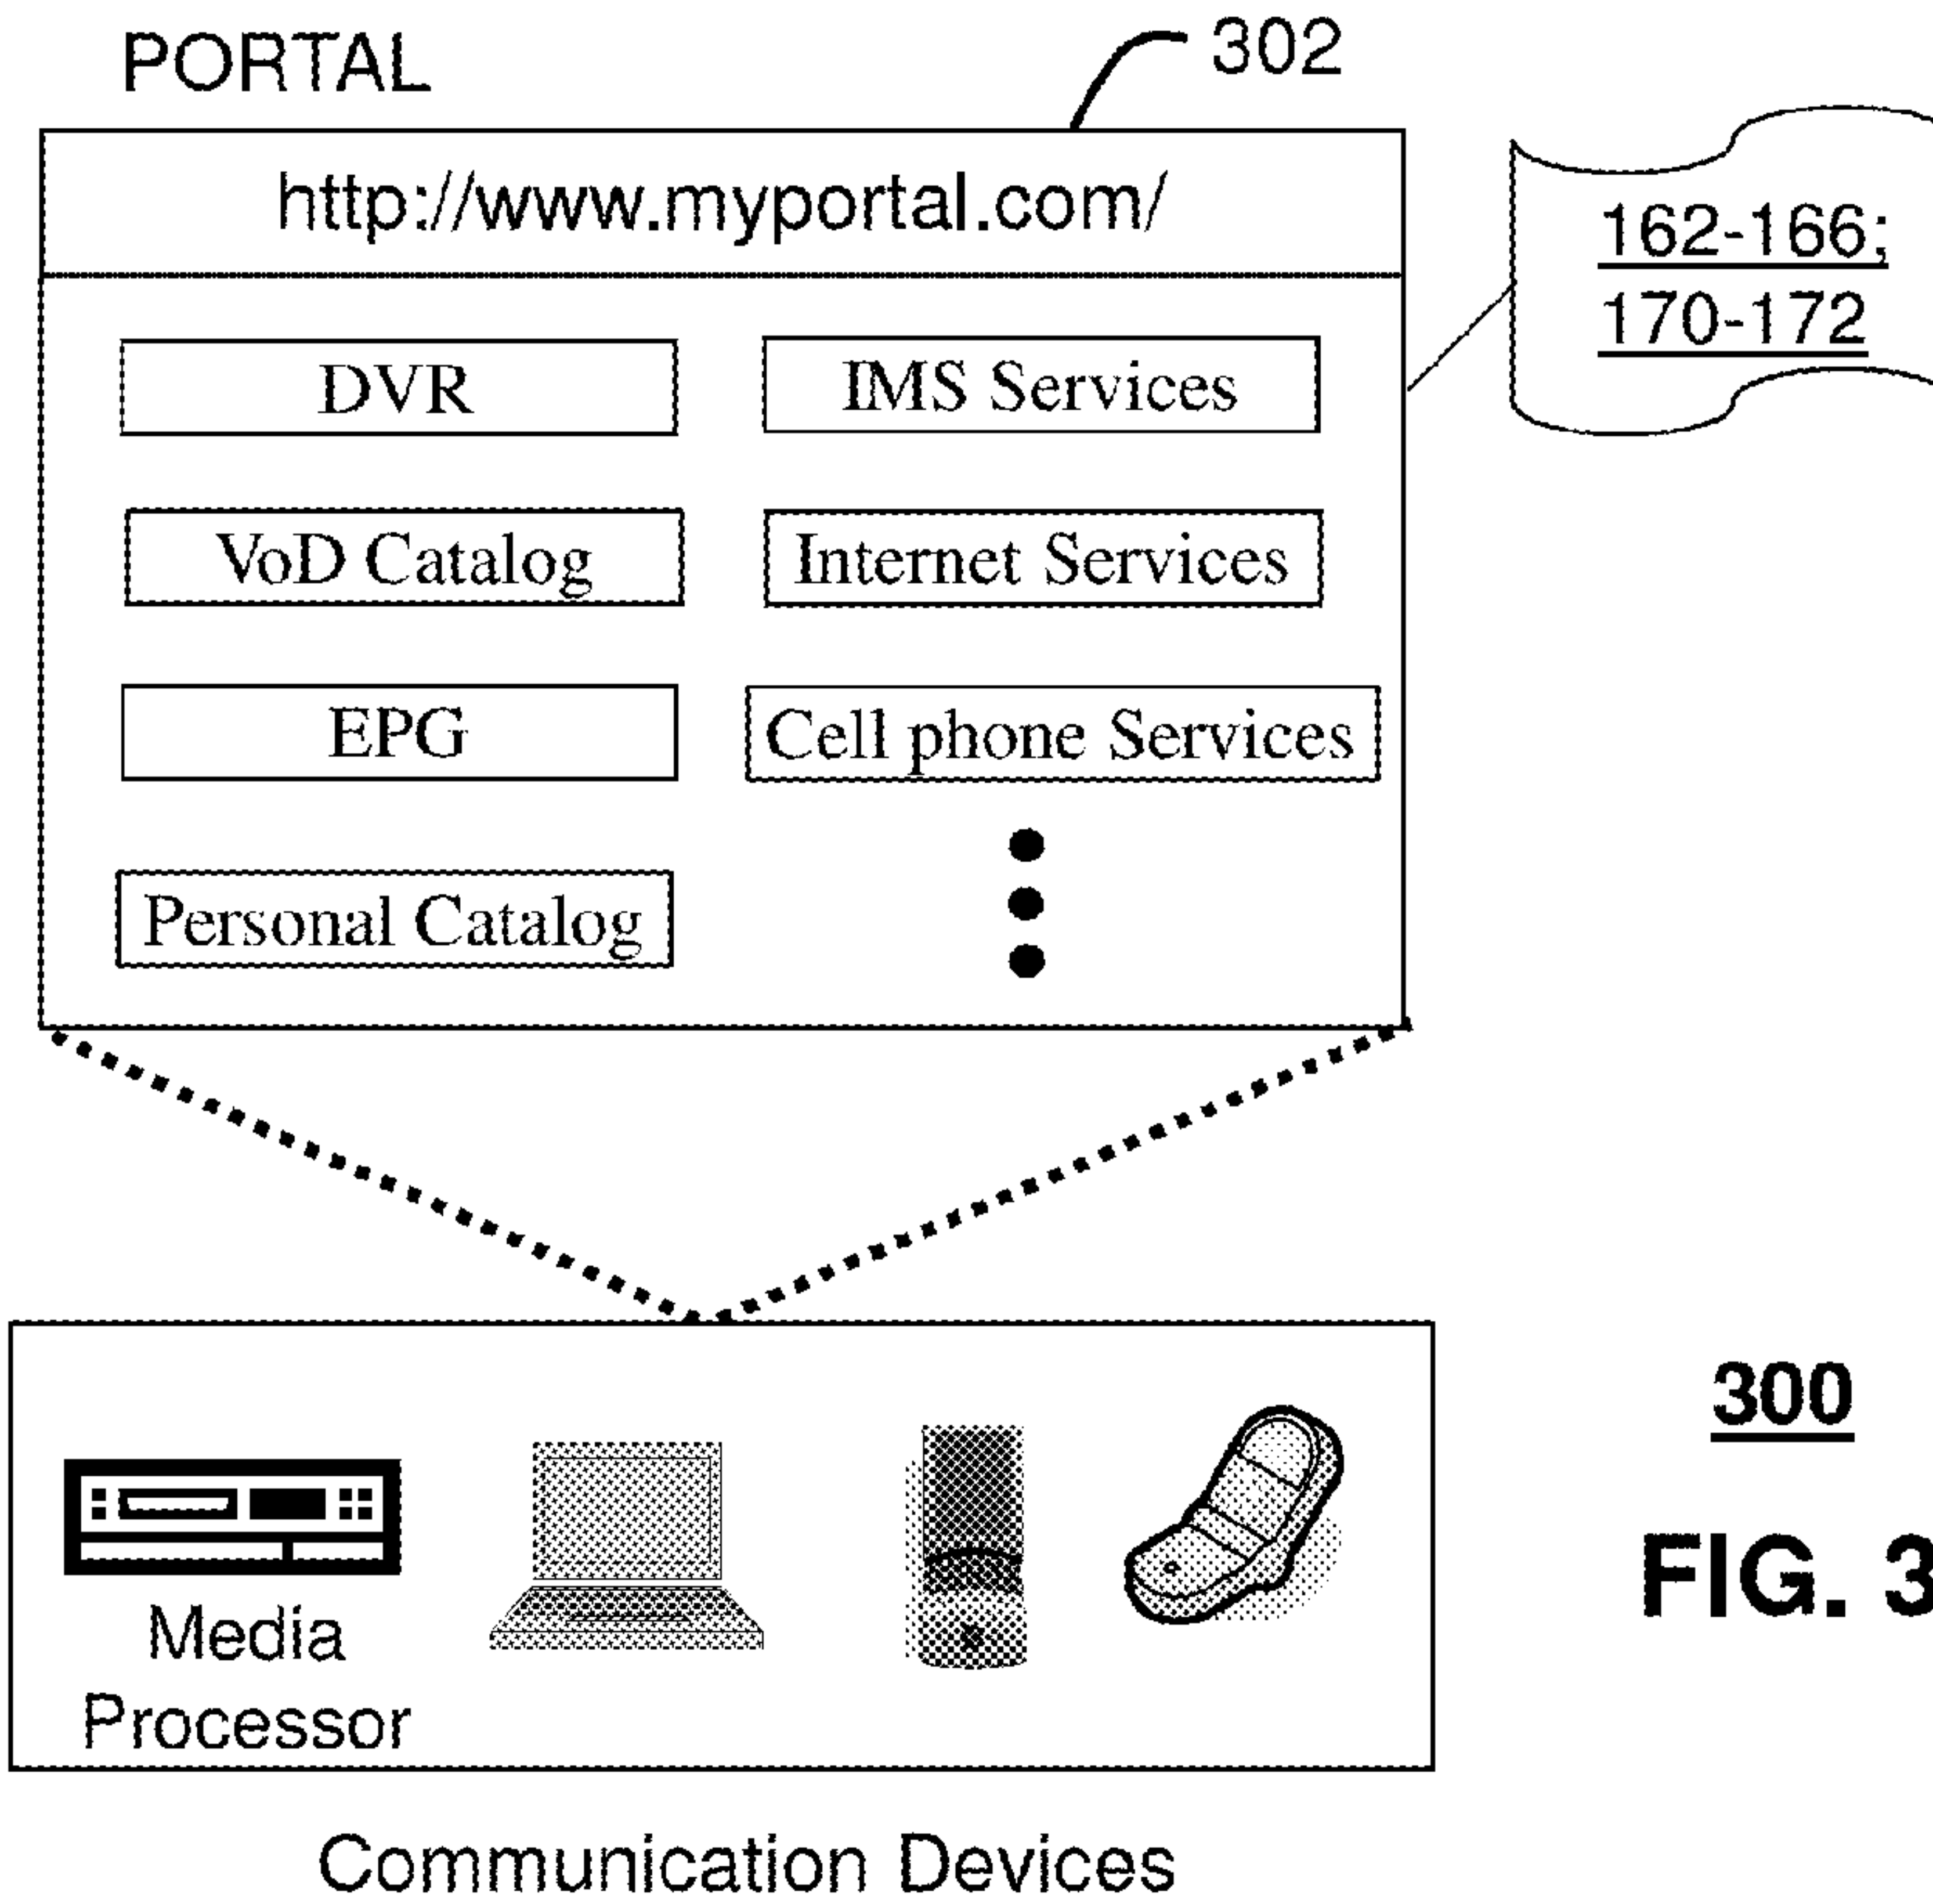 PORTAL
302
http://www.myportal.com/
162-166;
170-172
DVR
IMS Services
VoD Catalog
Internet Services
EPG
Cell phone Services
Personal Catalog
Media
Processor
300
FIG. 3
Communication Devices